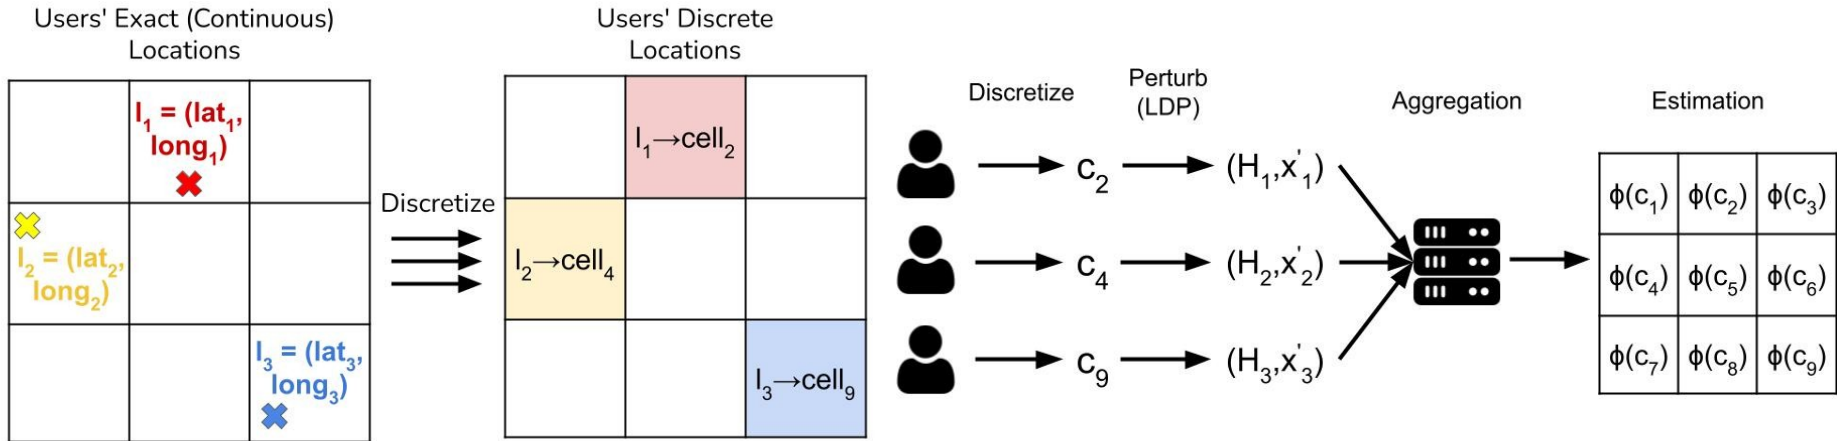 Users' Exact (Continuous)
Locations
l₁ = (lat₁,
long₁)
l₂ = (lat₂,
long₂)
l₃ = (lat₃,
long₃)
Discretize
Users' Discrete
Locations
l₁→cell₂
l₂→cell₄
l₃→cell₉
Discretize
Perturb
(LDP)
Aggregation
Estimation
c₂
(H₁,x'₁)
c₄
(H₂,x'₂)
c₉
(H₃,x'₃)
ϕ(c₁) ϕ(c₂) ϕ(c₃)
ϕ(c₄) ϕ(c₅) ϕ(c₆)
ϕ(c₇) ϕ(c₈) ϕ(c₉)